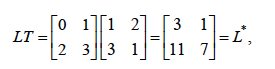 LT = [0 1; 2 3] [1 2; 3 1] = [3 1; 11 7] = L*,